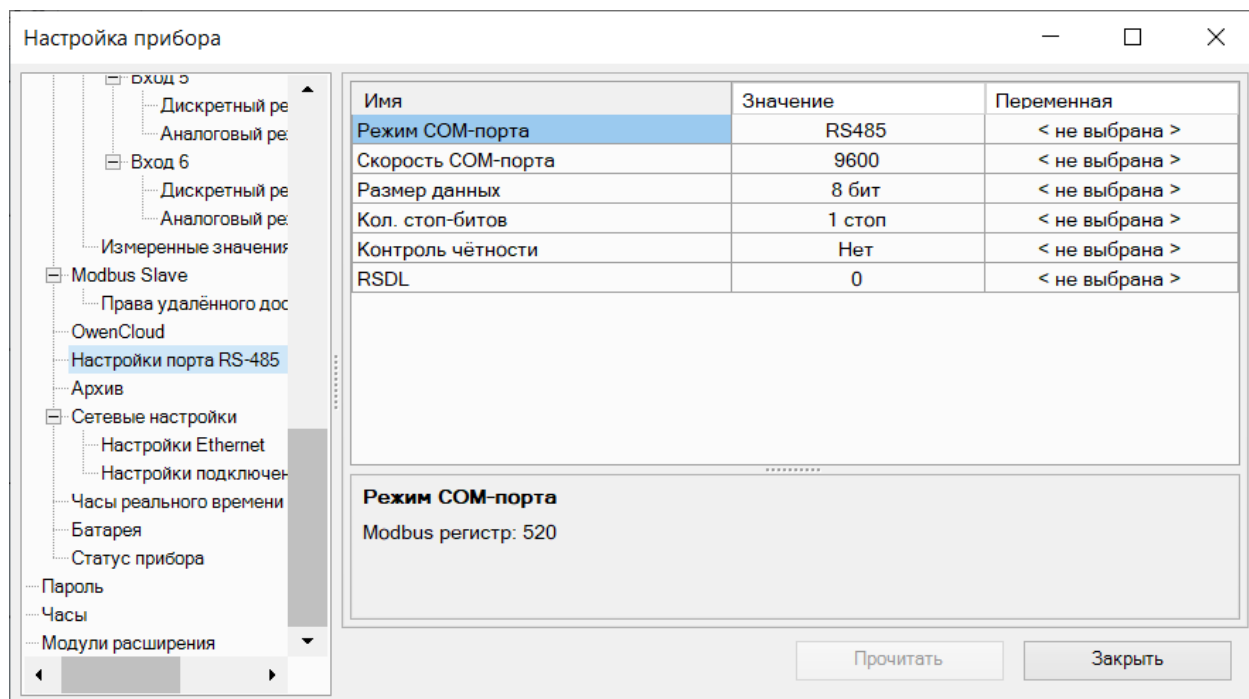 Настройка прибора
Вход 5
Дискретный ре
Аналоговый рез
Вход 6
Дискретный ре
Аналоговый рез
Измеренные значения
Modbus Slave
Права удалённого дос
OwenCloud
Настройки порта RS-485
Архив
Сетевые настройки
Настройки Ethernet
Настройки подключен
Часы реального времени
Батарея
Статус прибора
Пароль
Часы
Модули расширения
Имя Значение Переменная
Режим COM-порта RS485 < не выбрана >
Скорость COM-порта 9600 < не выбрана >
Размер данных 8 бит < не выбрана >
Кол. стоп-битов 1 стоп < не выбрана >
Контроль чётности Нет < не выбрана >
RSDL 0 < не выбрана >
Режим COM-порта
Modbus регистр: 520
Прочитать Закрыть